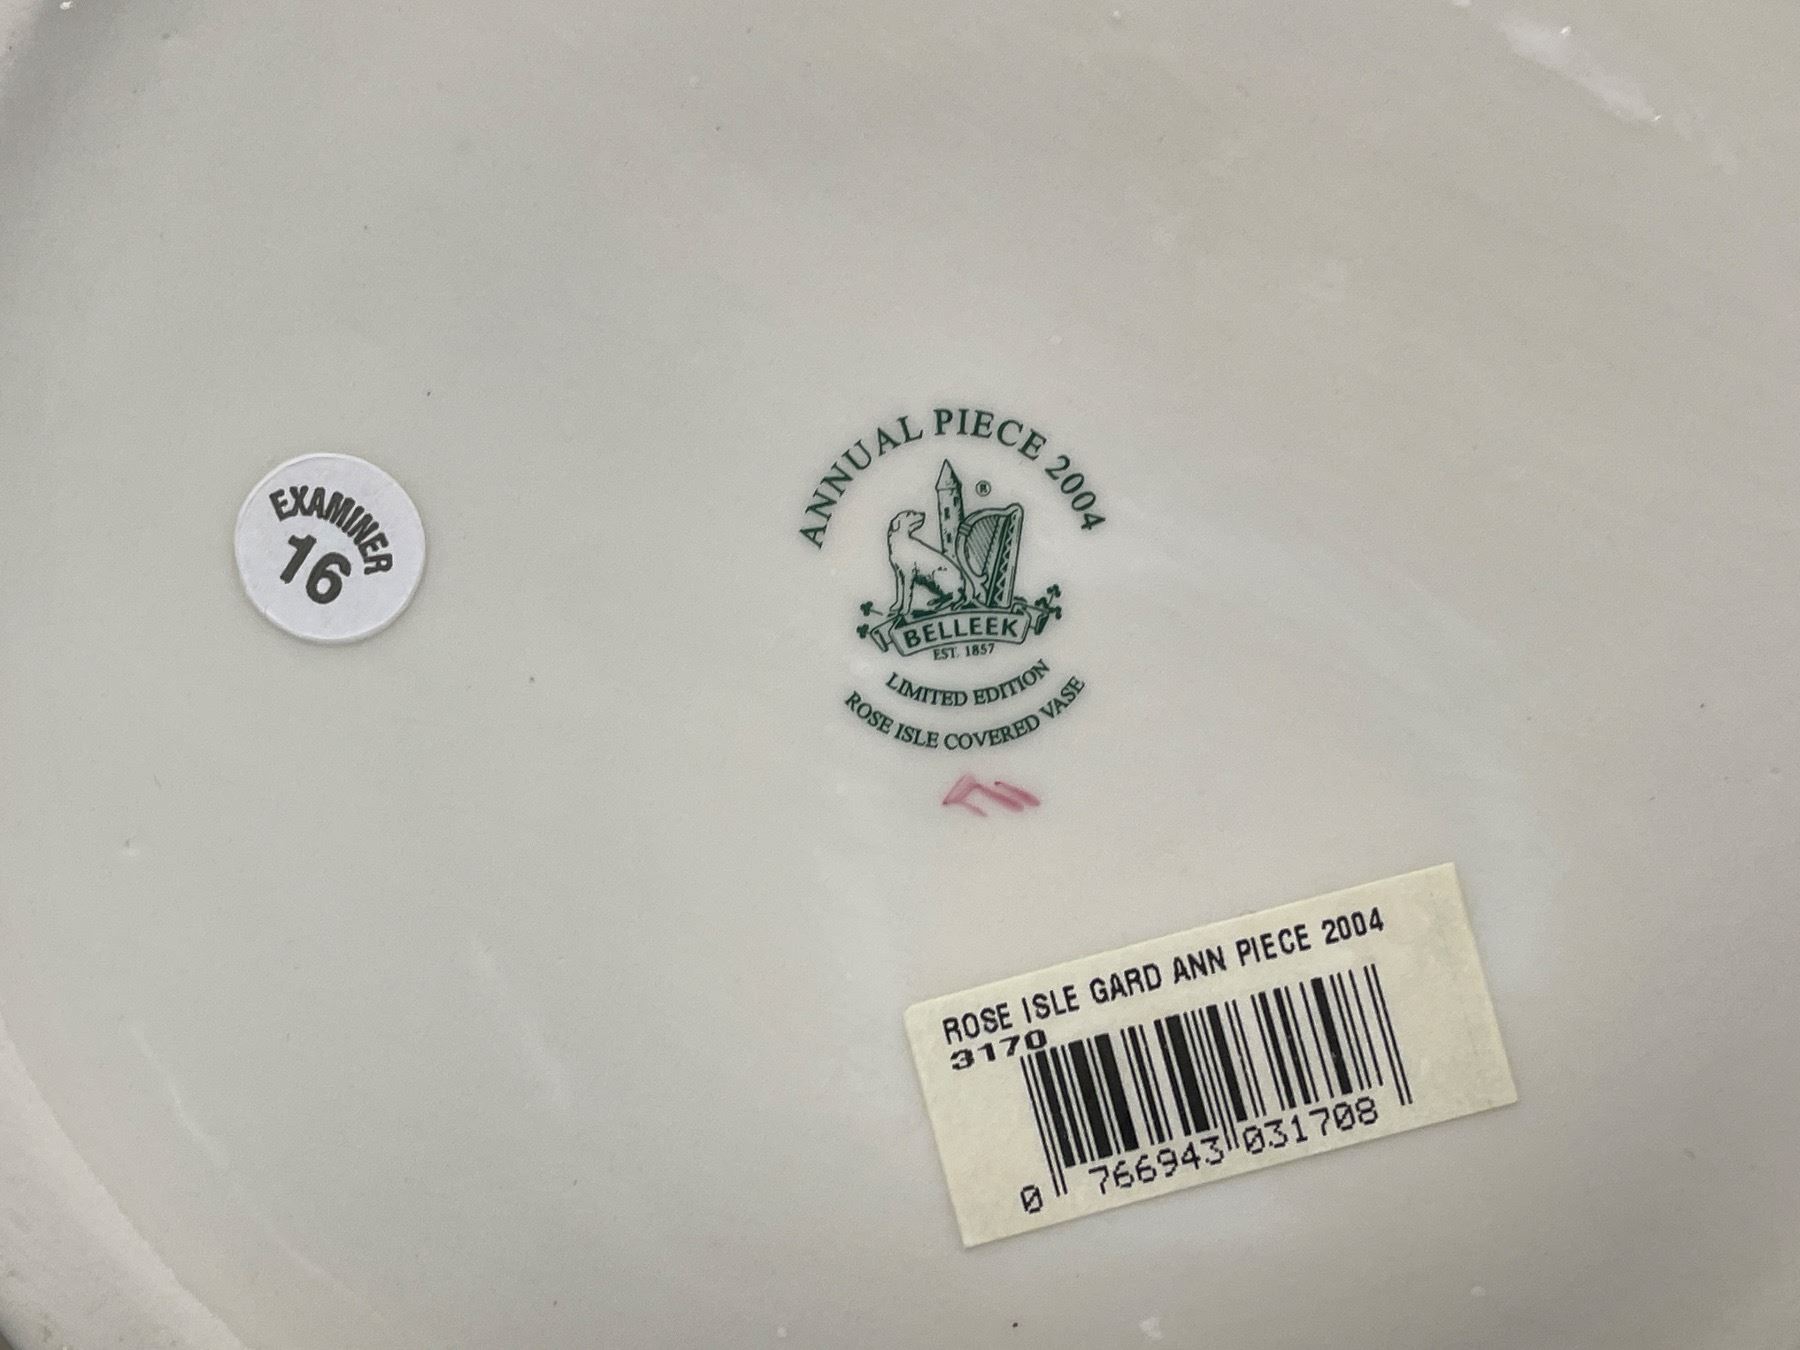 EXAMINER
16
ANNUAL PIECE 2004
®
BELLEEK
EST. 1857
LIMITED EDITION
ROSE ISLE COVERED VASE
ROSE ISLE GARD ANN PIECE 2004
3170
0 766943 031708